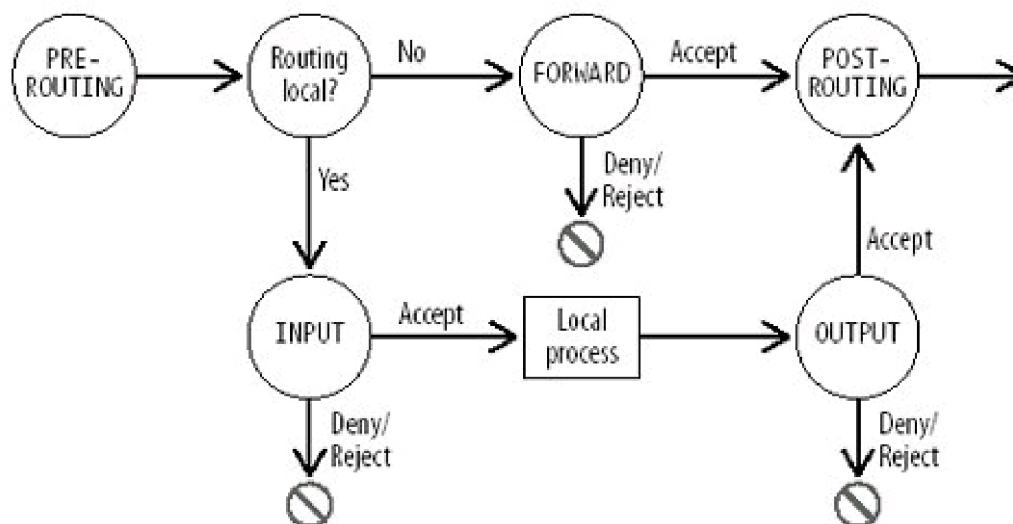 PRE-
ROUTING
Routing
local?
No
FORWARD
Accept
POST-
ROUTING
Yes
Deny/
Reject
Accept
INPUT
Accept
Local
process
OUTPUT
Deny/
Reject
Deny/
Reject